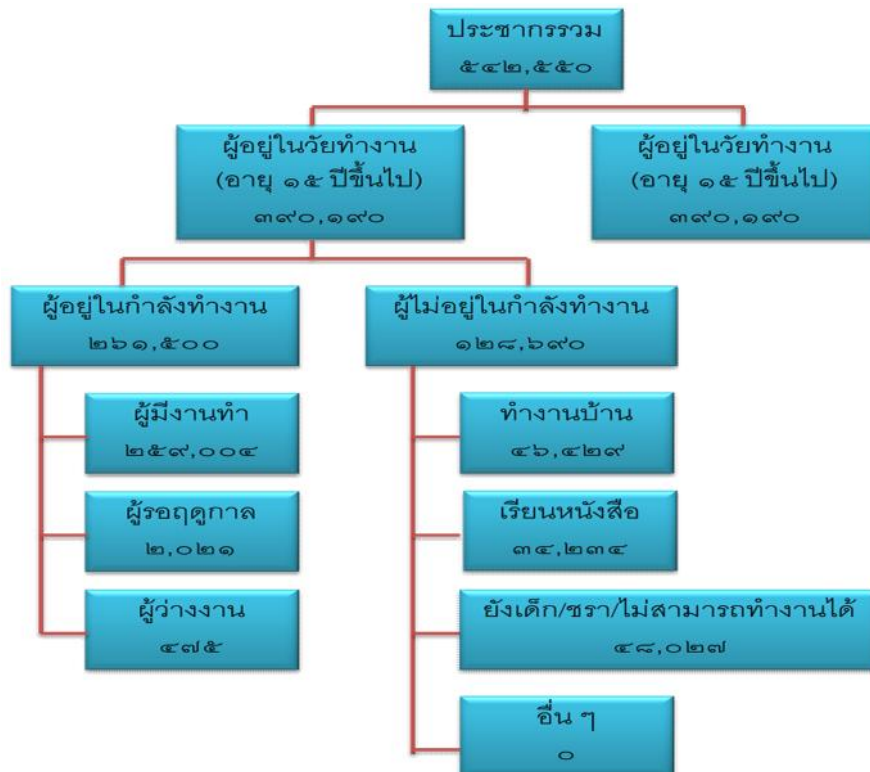 ประชากรรวม
๕๔๒,๕๕๐
ผู้อยู่ในวัยทำงาน
(อายุ ๑๕ ปีขึ้นไป)
๓๙๐,๑๙๐
ผู้อยู่ในวัยทำงาน
(อายุ ๑๕ ปีขึ้นไป)
๓๙๐,๑๙๐
ผู้อยู่ในกำลังทำงาน
๒๖๑,๕๐๐
ผู้ไม่อยู่ในกำลังทำงาน
๑๒๘,๖๙๐
ผู้มีงานทำ
๒๕๙,๐๐๔
ผู้รอฤดูกาล
๒,๐๒๑
ผู้ว่างงาน
๔๗๕
ทำงานบ้าน
๔๖,๔๒๙
เรียนหนังสือ
๓๔,๒๓๔
ยังเด็ก/ชรา/ไม่สามารถทำงานได้
๔๘,๐๒๗
อื่น ๆ
๐